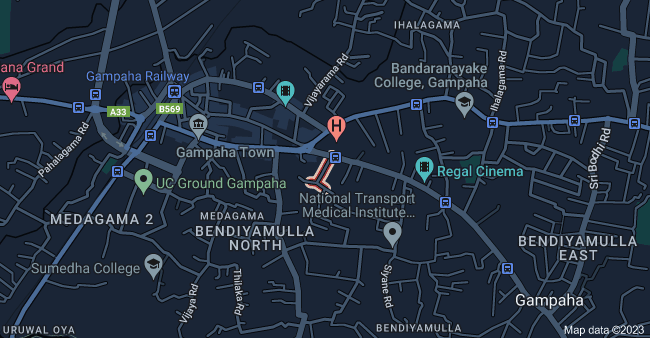 IHALAGAMA
ana Grand
Gampaha Railway
Vijayarama Rd
Bandaranayake
College, Gampaha
Ihalagama Rd
A33
B569
H
Pahalagama Rd
Gampaha Town
Sri Bodhi Rd
UC Ground Gampaha
Regal Cinema
National Transport
Medical Institute...
MEDAGAMA 2
MEDAGAMA
BENDIYAMULLA
NORTH
BENDIYAMULLA
EAST
Sumedha College
Thilaka Rd
Vijaya Rd
Siyane Rd
Gampaha
URUWAL OYA
BENDIYAMULLA
Map data ©2023